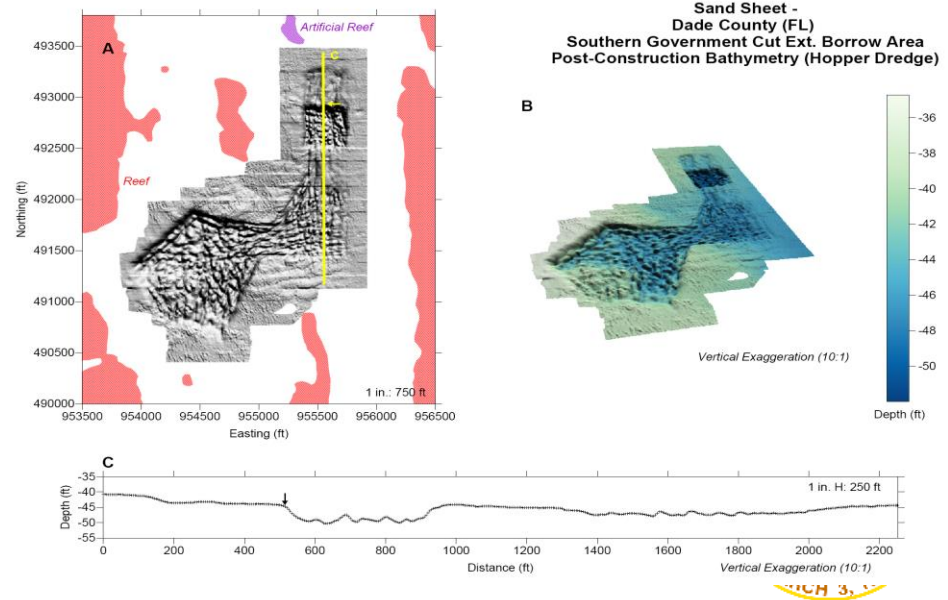 Sand Sheet -
Dade County (FL)
Southern Government Cut Ext. Borrow Area
Post-Construction Bathymetry (Hopper Dredge)
A
Artificial Reef
C
Reef
Northing (ft)
493500
493000
492500
492000
491500
491000
490500
490000
953500 954000 954500 955000 955500 956000 956500
Easting (ft)
1 in.: 750 ft
B
Vertical Exaggeration (10:1)
-36
-38
-40
-42
-44
-46
-48
-50
Depth (ft)
C
Depth (ft)
-35
-40
-45
-50
-55
1 in. H: 250 ft
0 200 400 600 800 1000 1200 1400 1600 1800 2000 2200
Distance (ft)
Vertical Exaggeration (10:1)